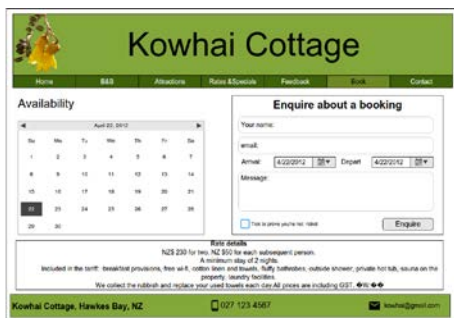 Kowhai Cottage
Home B&B Attractions Rates &Specials Feedback Book Contact
Availability
April 22, 2012
Su Mo Tu We Th Fr Sa
1 2 3 4 5 6 7
8 9 10 11 12 13 14
15 16 17 18 19 20 21
22 23 24 25 26 27 28
29 30
Enquire about a booking
Your name:
email:
Arrival: 4/22/2012 Depart 4/22/2012
Message:
Tick to prove you're not
Enquire
Rate details
NZ$ 230 for two. NZ $50 for each subsequent person.
A minimum stay of 2 nights
Included in the tariff: breakfast provisions, free wi-fi, cotton linen and towels, fluffy bathrobes, outside shower, private hot tub, sauna on the
property, laundry facilities.
We collect the rubbish and replace your used towels each day.All prices are including GST.
Kowhai Cottage, Hawkes Bay, NZ
027 123 4567
kowhai@gmail.com